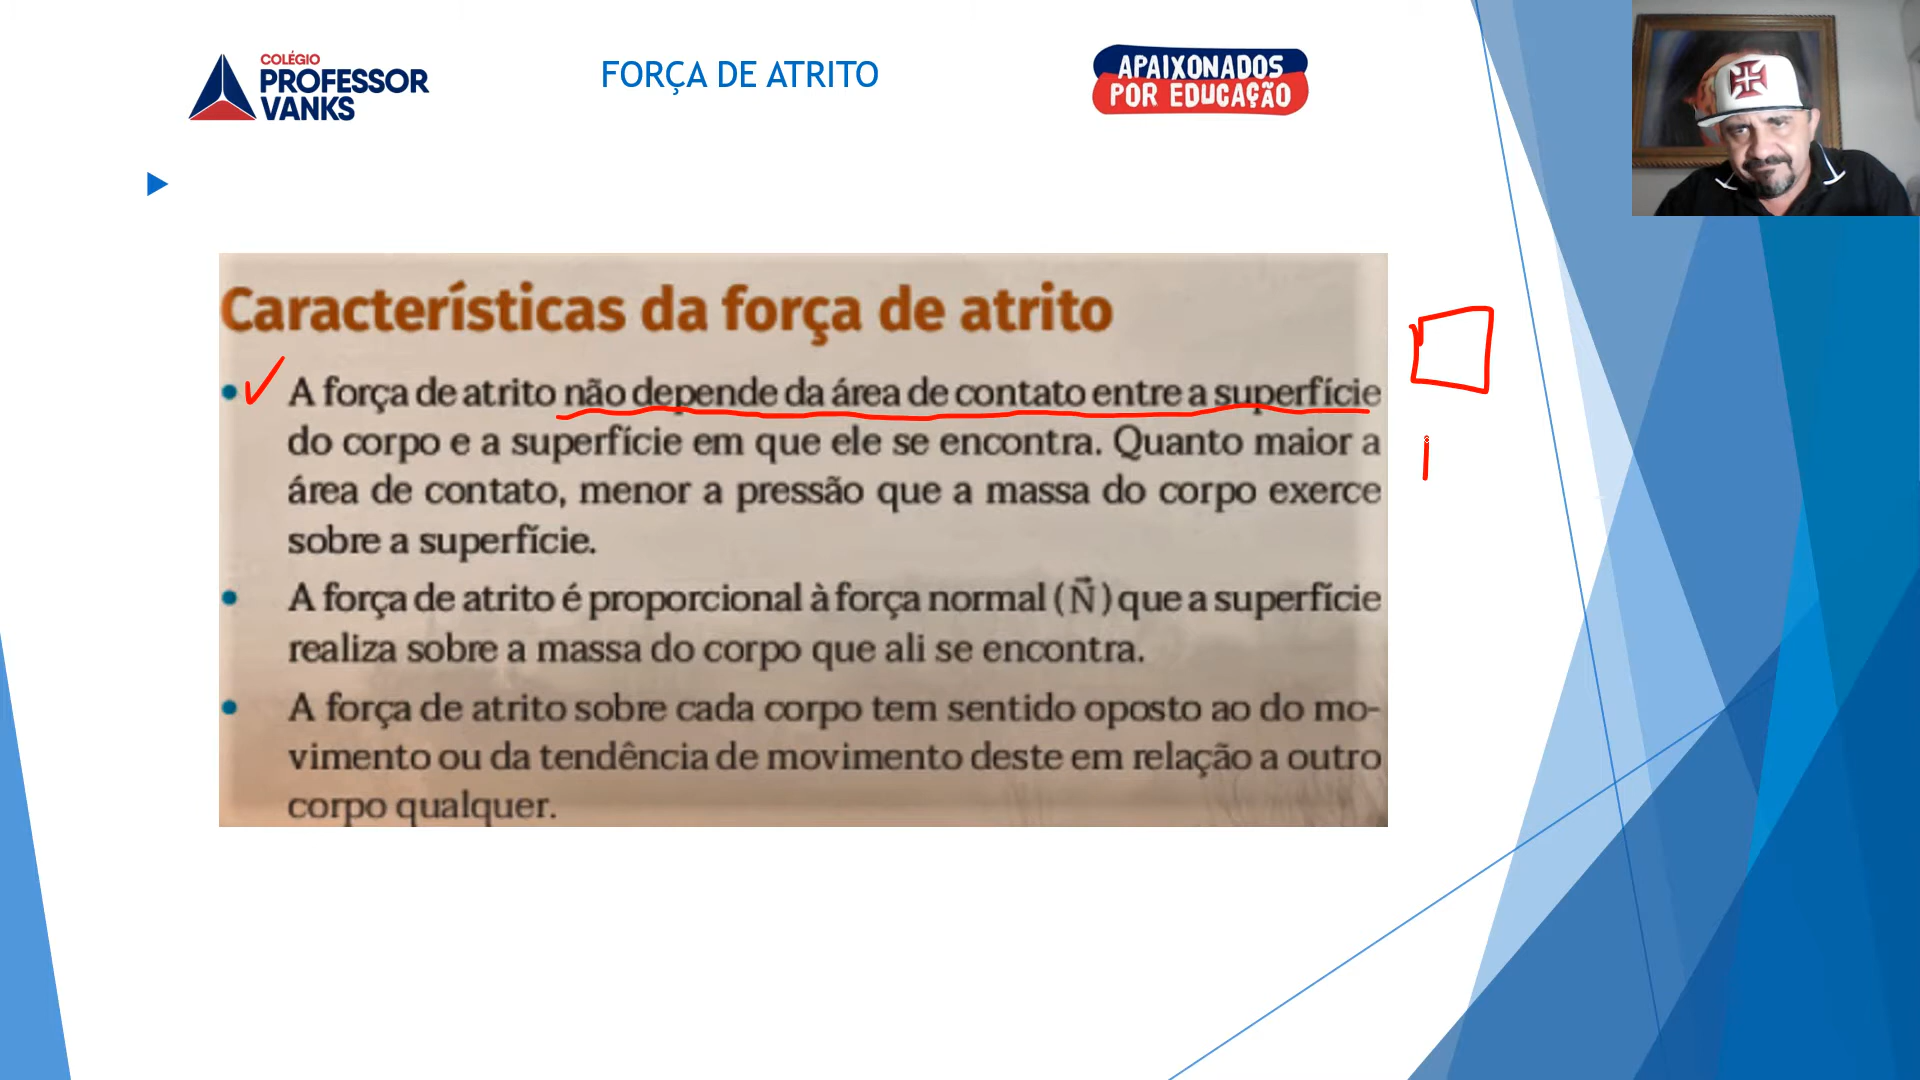 COLÉGIO
PROFESSOR
VANKS
FORÇA DE ATRITO
APAIXONADOS
POR EDUCAÇÃO
Características da força de atrito
• A força de atrito não depende da área de contato entre a superfície
do corpo e a superfície em que ele se encontra. Quanto maior a
área de contato, menor a pressão que a massa do corpo exerce
sobre a superfície.
• A força de atrito é proporcional à força normal (N⃗) que a superfície
realiza sobre a massa do corpo que ali se encontra.
• A força de atrito sobre cada corpo tem sentido oposto ao do mo-
vimento ou da tendência de movimento deste em relação a outro
corpo qualquer.